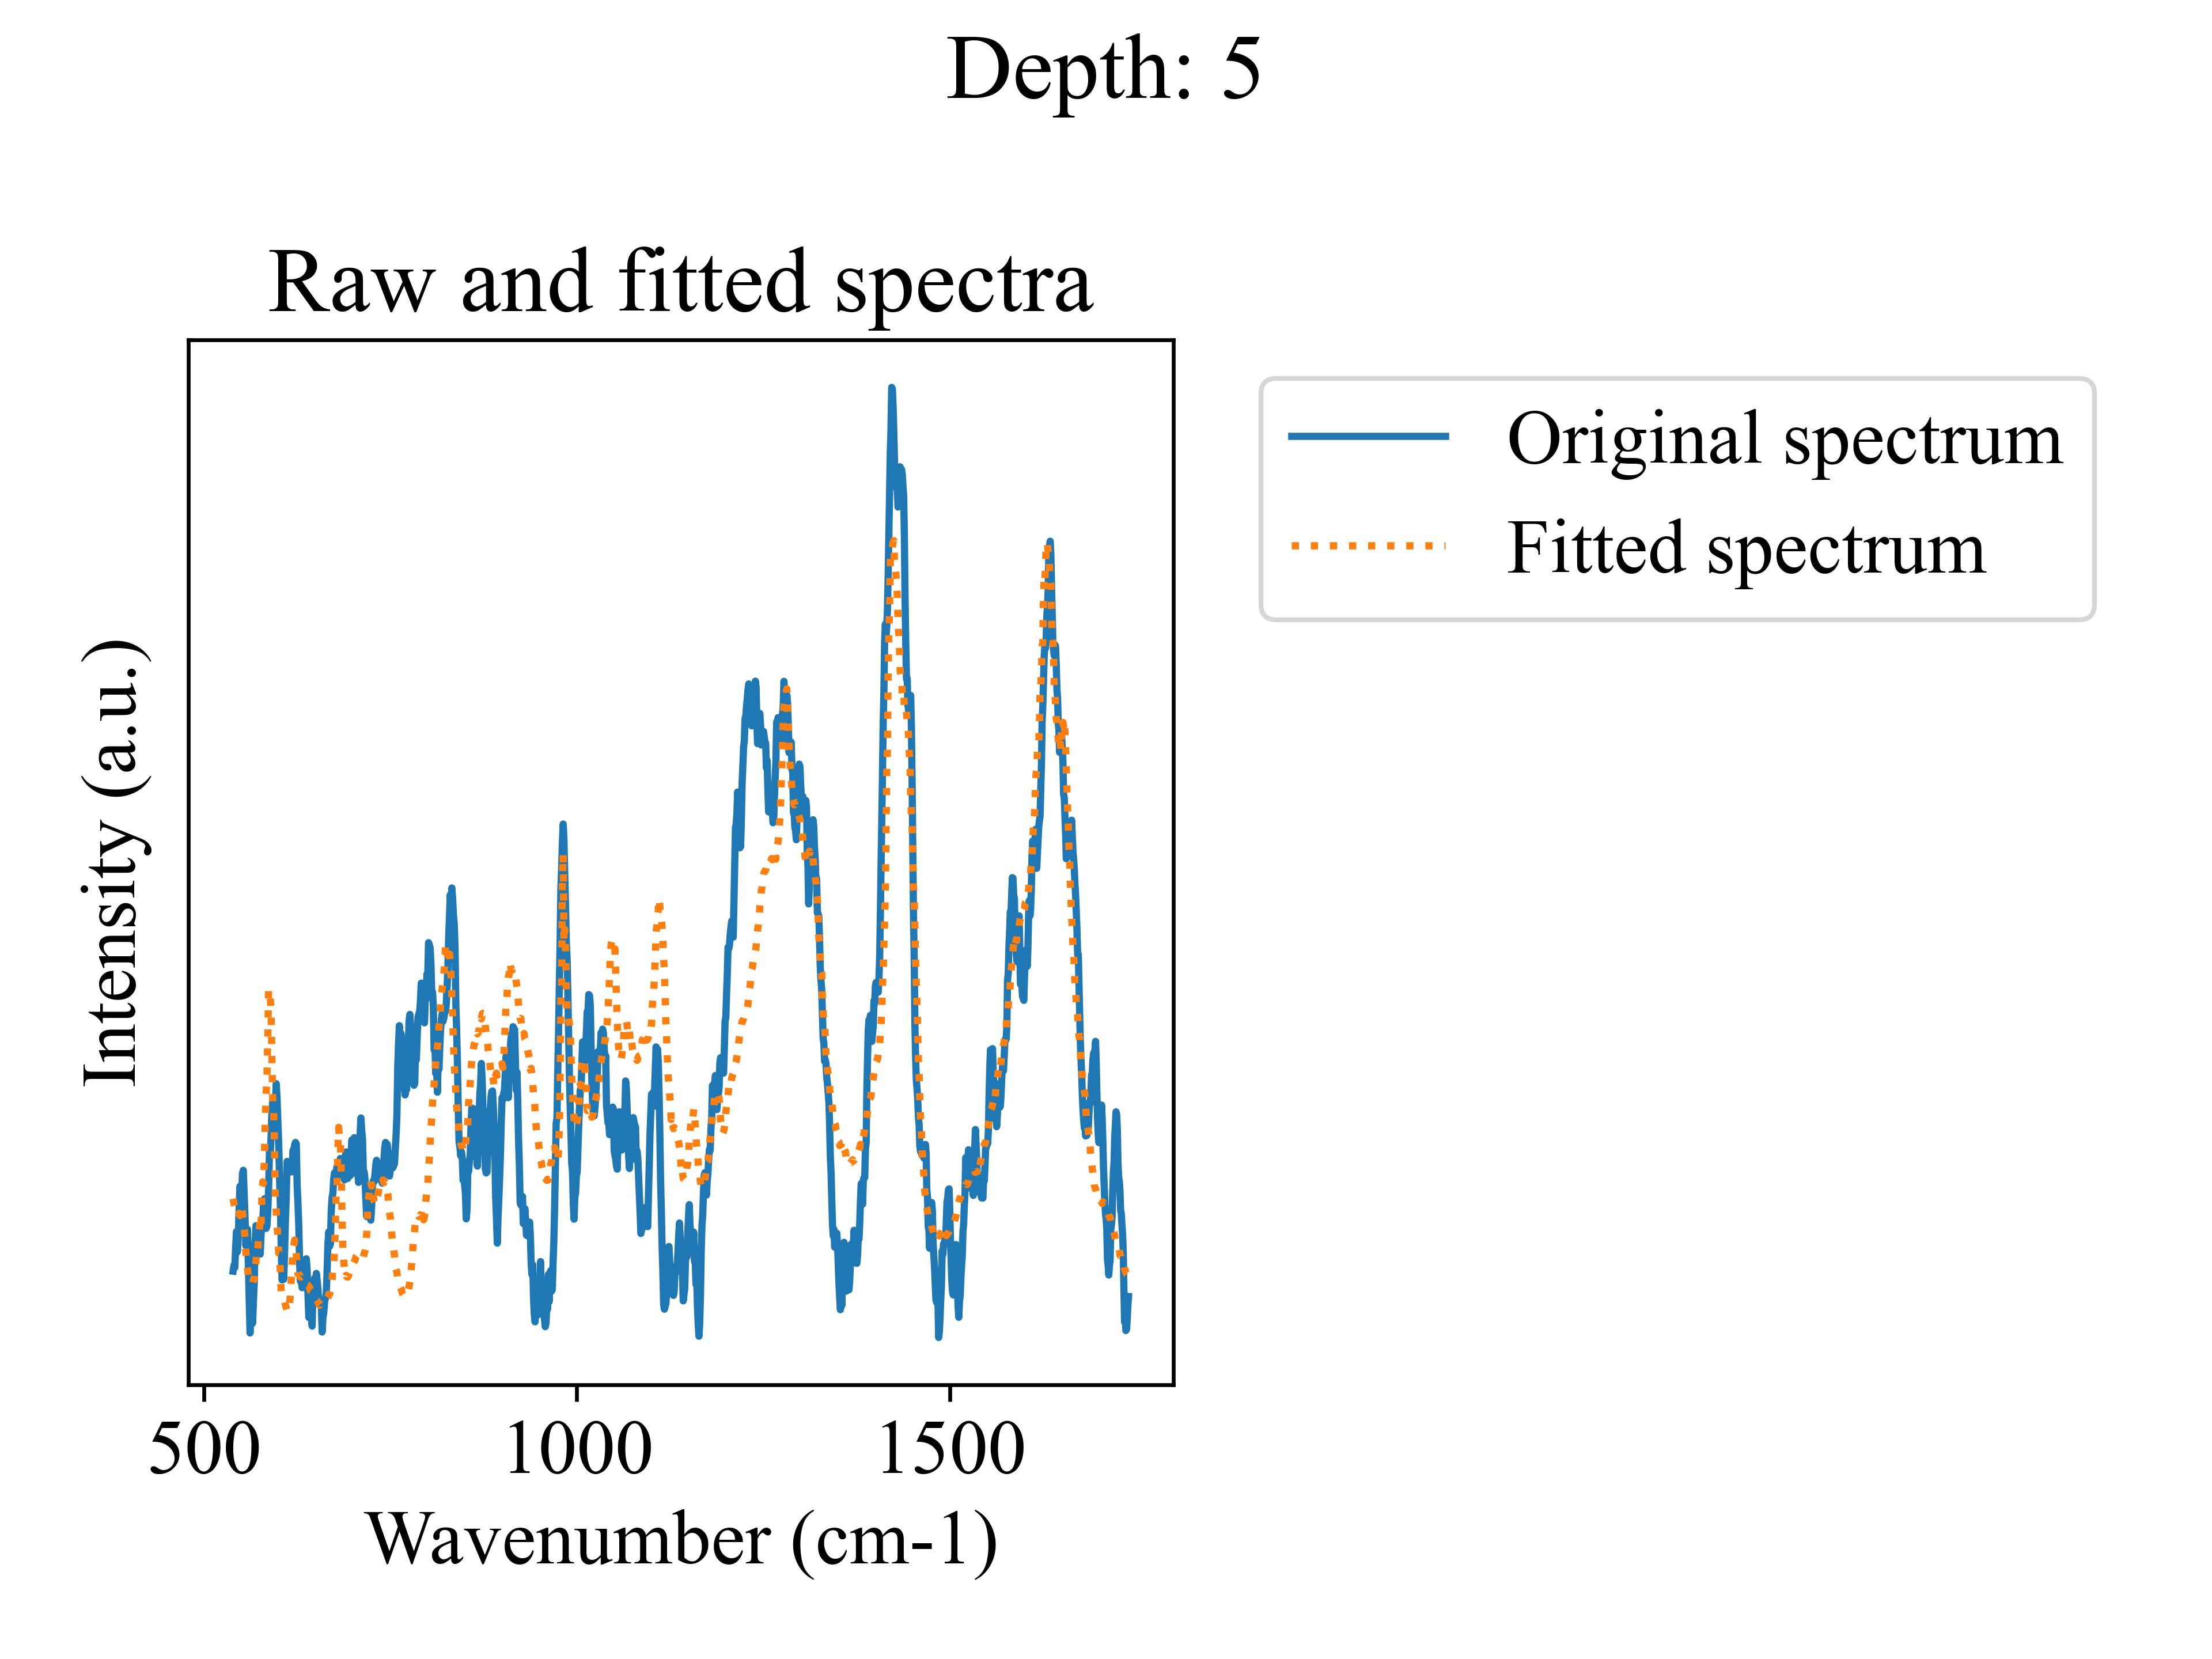 Depth: 5
Raw and fitted spectra
Original spectrum
Fitted spectrum
Intensity (a.u.)
500 1000 1500
Wavenumber (cm-1)